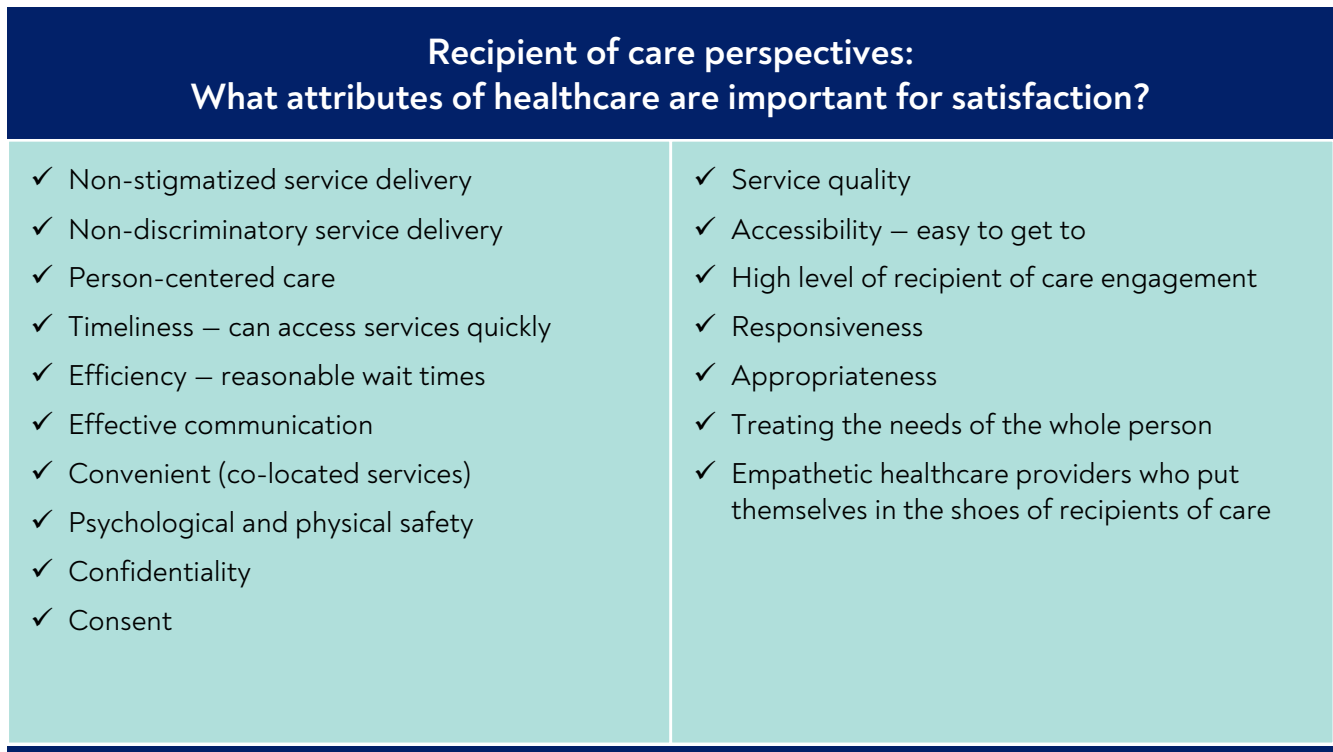 Recipient of care perspectives:
What attributes of healthcare are important for satisfaction?
✓ Non-stigmatized service delivery
✓ Non-discriminatory service delivery
✓ Person-centered care
✓ Timeliness – can access services quickly
✓ Efficiency – reasonable wait times
✓ Effective communication
✓ Convenient (co-located services)
✓ Psychological and physical safety
✓ Confidentiality
✓ Consent
✓ Service quality
✓ Accessibility – easy to get to
✓ High level of recipient of care engagement
✓ Responsiveness
✓ Appropriateness
✓ Treating the needs of the whole person
✓ Empathetic healthcare providers who put
themselves in the shoes of recipients of care